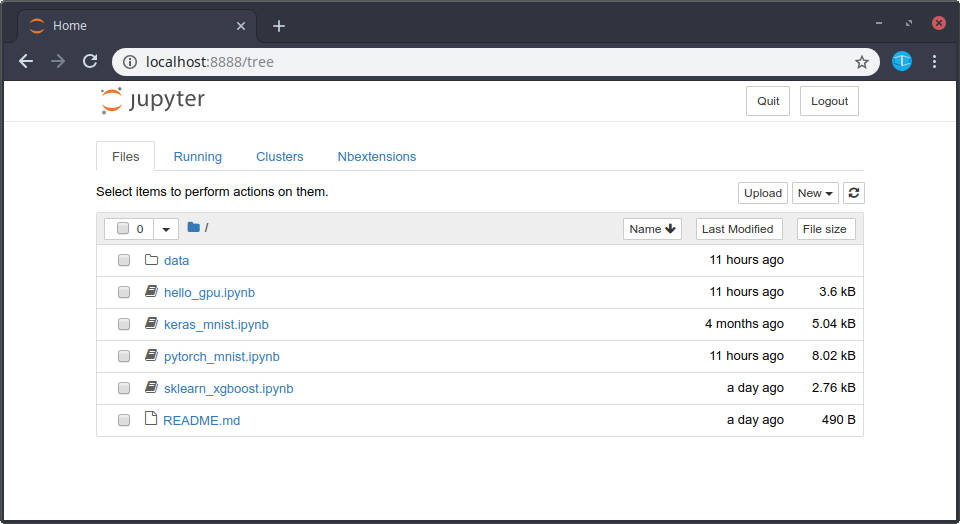 Home
localhost:8888/tree
jupyter
Quit Logout
Files Running Clusters Nbextensions
Select items to perform actions on them.
Upload New
0 / Name Last Modified File size
data 11 hours ago
hello_gpu.ipynb 11 hours ago 3.6 kB
keras_mnist.ipynb 4 months ago 5.04 kB
pytorch_mnist.ipynb 11 hours ago 8.02 kB
sklearn_xgboost.ipynb a day ago 2.76 kB
README.md a day ago 490 B